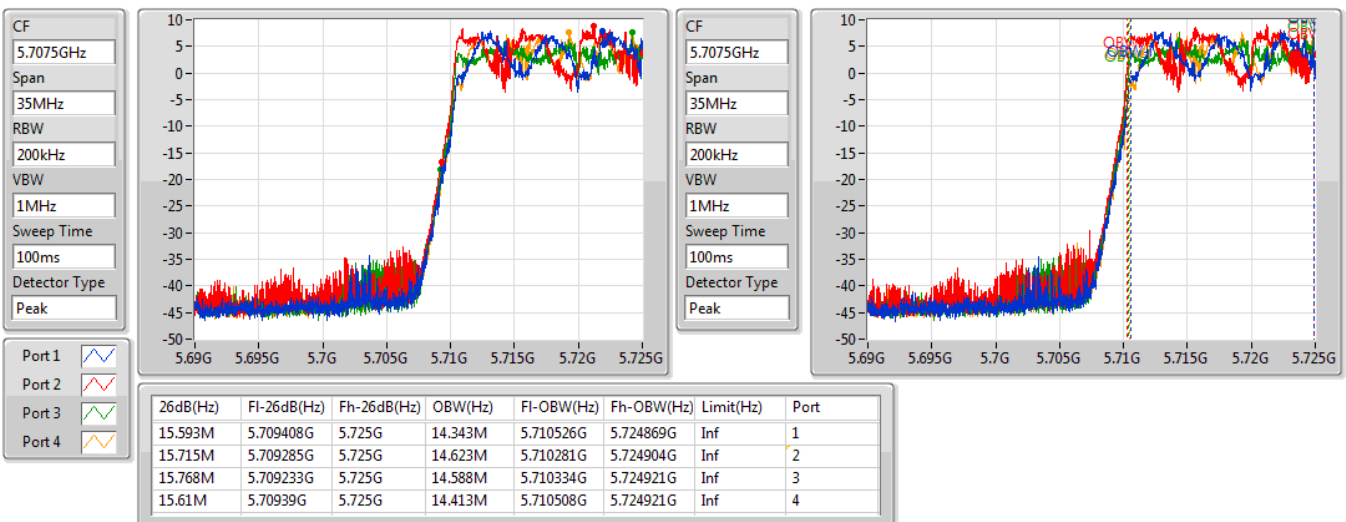 CF
5.7075GHz
Span
35MHz
RBW
200kHz
VBW
1MHz
Sweep Time
100ms
Detector Type
Peak
10
5
0
-5
-10
-15
-20
-25
-30
-35
-40
-45
-50
5.69G 5.695G 5.7G 5.705G 5.71G 5.715G 5.72G 5.725G
CF
5.7075GHz
Span
35MHz
RBW
200kHz
VBW
1MHz
Sweep Time
100ms
Detector Type
Peak
10
5
0
-5
-10
-15
-20
-25
-30
-35
-40
-45
-50
5.69G 5.695G 5.7G 5.705G 5.71G 5.715G 5.72G 5.725G
Port 1
Port 2
Port 3
Port 4
26dB(Hz) Fl-26dB(Hz) Fh-26dB(Hz) OBW(Hz) Fl-OBW(Hz) Fh-OBW(Hz) Limit(Hz) Port
15.593M 5.709408G 5.725G 14.343M 5.710526G 5.724869G Inf 1
15.715M 5.709285G 5.725G 14.623M 5.710281G 5.724904G Inf 2
15.768M 5.709233G 5.725G 14.588M 5.710334G 5.724921G Inf 3
15.61M 5.70939G 5.725G 14.413M 5.710508G 5.724921G Inf 4